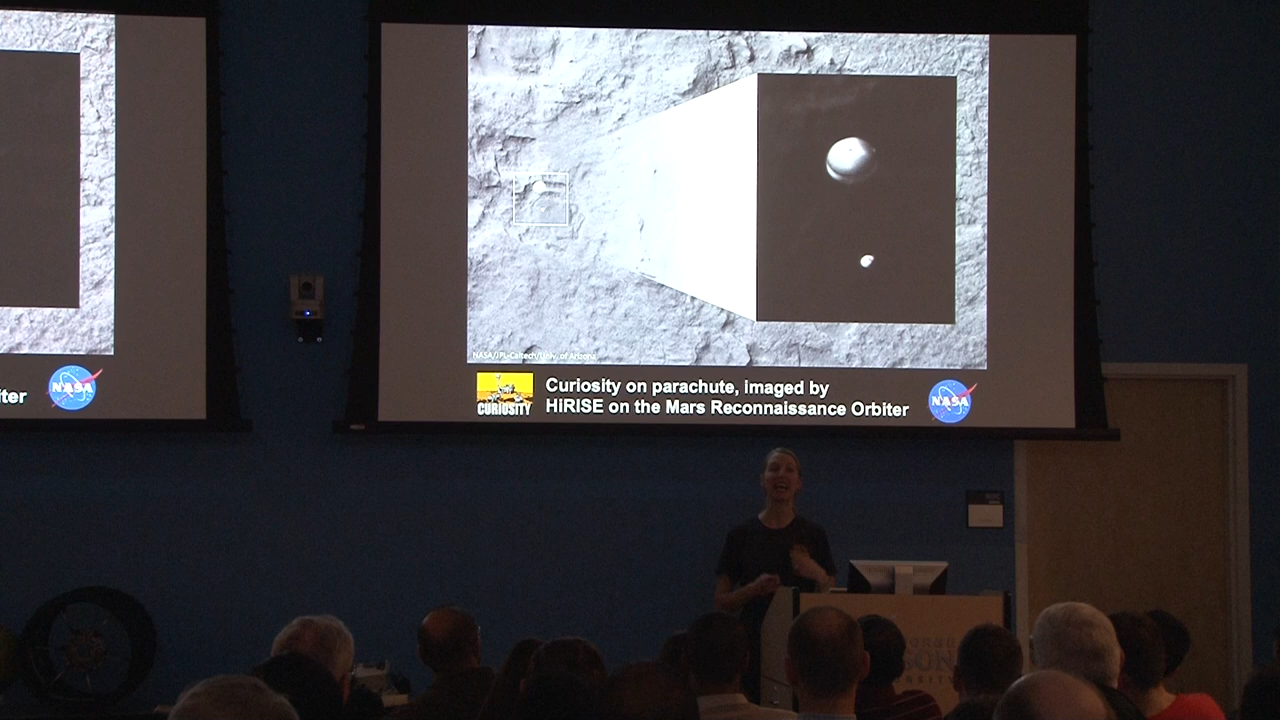 NASA/JPL-Caltech/Univ. of Arizona
CURIOSITY
Curiosity on parachute, imaged by
HiRISE on the Mars Reconnaissance Orbiter
NASA
iter
NASA